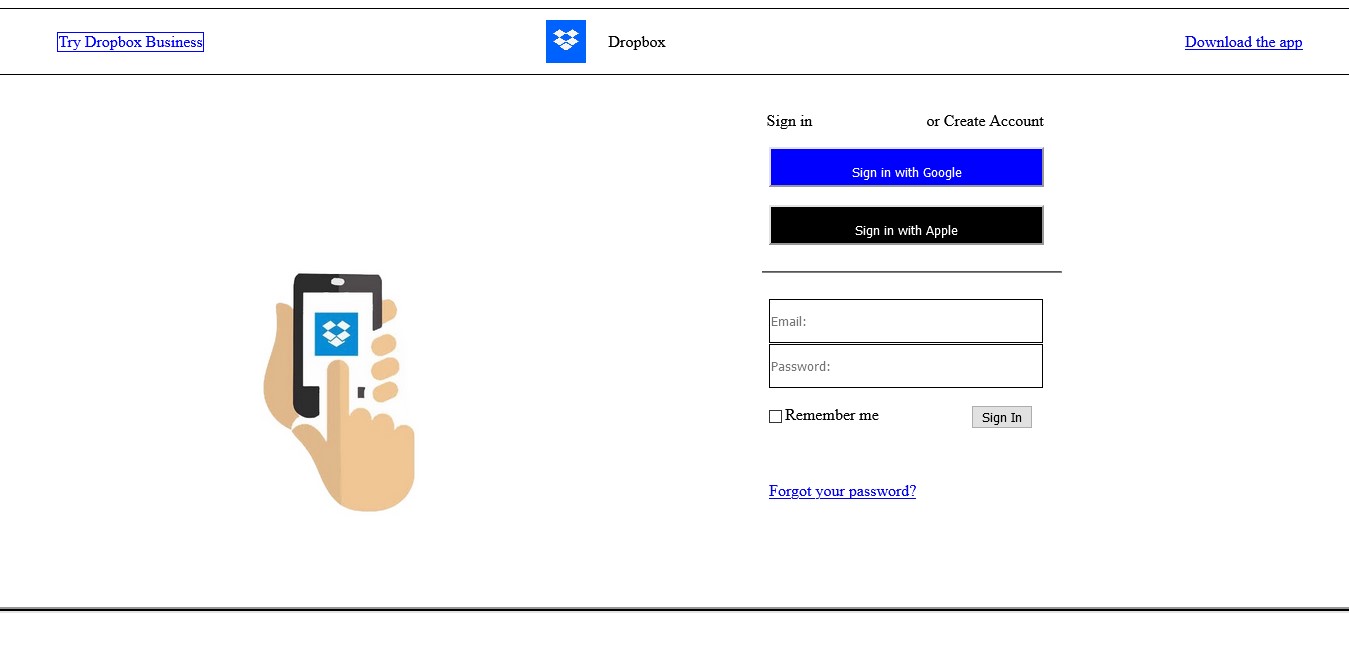 Try Dropbox Business
Dropbox
Download the app
Sign in
or Create Account
Sign in with Google
Sign in with Apple
Email:
Password:
Remember me
Sign In
Forgot your password?